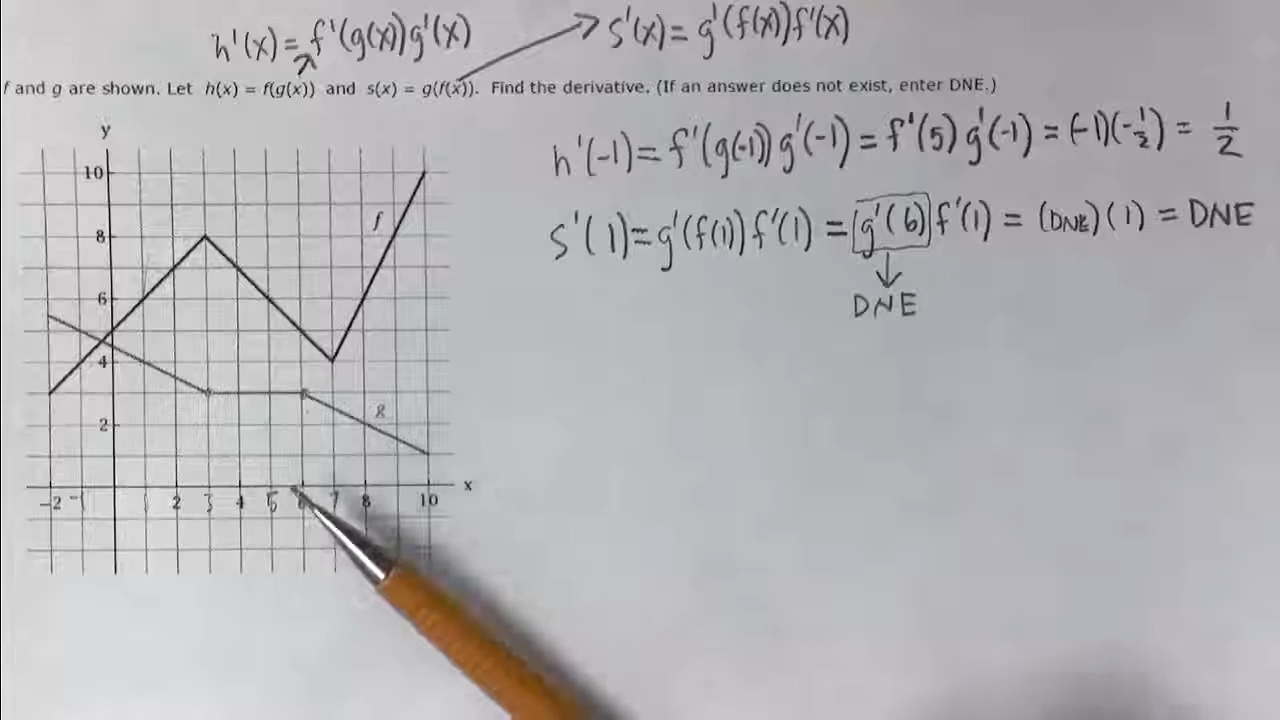 h'(x) = f'(g(x))g'(x)
s'(x) = g'(f(x))f'(x)
f and g are shown. Let h(x) = f(g(x)) and s(x) = g(f(x)). Find the derivative. (If an answer does not exist, enter DNE.)
h'(-1) = f'(g(-1))g'(-1) = f'(5)g'(-1) = (-1)(-1/2) = 1/2
s'(1) = g'(f(1))f'(1) = g'(6)f'(1) = (DNE)(1) = DNE
DNE
y
10
f
8
6
4
g
2
-2 -1 1 2 3 4 5 6 7 8 10 x